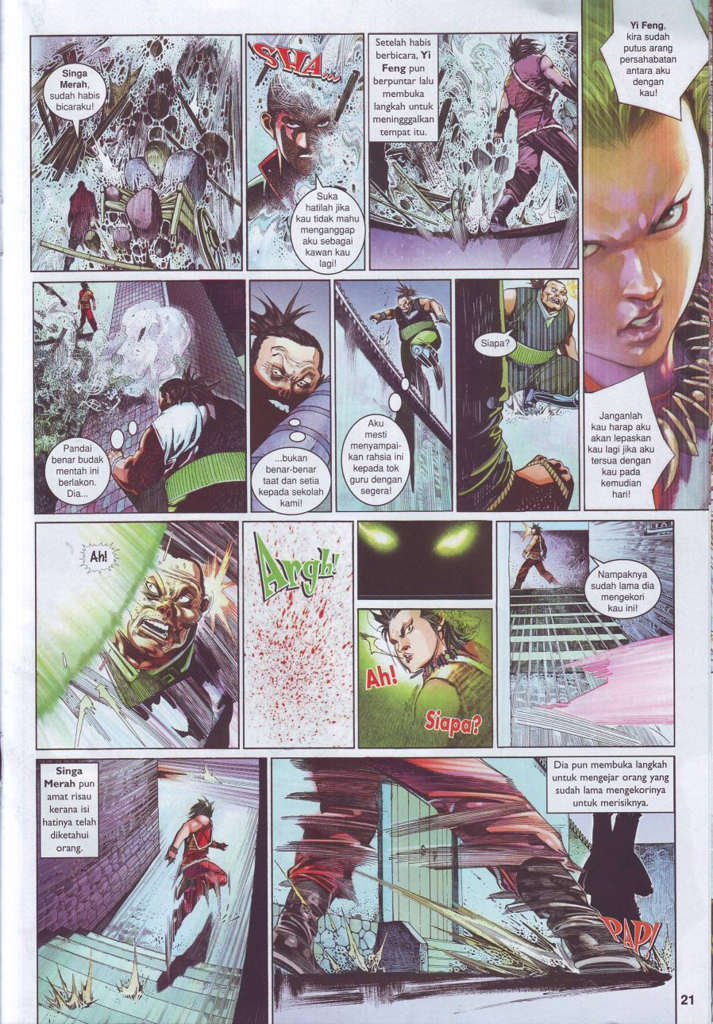 Singa
Merah,
sudah habis
bicaraku!
SHA...
Suka
hatilah jika
kau tidak mahu
menganggap
aku sebagai
kawan kau
lagi!
Setelah habis
berbicara, Yi
Feng pun
berpuntar lalu
membuka
langkah untuk
meningggalkan
tempat itu.
Yi Feng,
kira sudah
putus arang
persahabatan
antara aku
dengan
kau!
Janganlah
kau harap aku
akan lepaskan
kau lagi jika aku
tersua dengan
kau pada
kemudian
hari!
Pandai
benar budak
mentah ini
berlakon.
Dia...
...bukan
benar-benar
taat dan setia
kepada sekolah
kami!
Aku
mesti
menyampai-
kan rahsia ini
kepada tok
guru dengan
segera!
Siapa?
Ah!
Argh!
Ah!
Siapa?
Nampaknya
sudah lama dia
mengekori
kau ini!
Singa
Merah pun
amat risau
kerana isi
hatinya telah
diketahui
orang.
Dia pun membuka langkah
untuk mengejar orang yang
sudah lama mengekorinya
untuk merisiknya.
PAP!
21